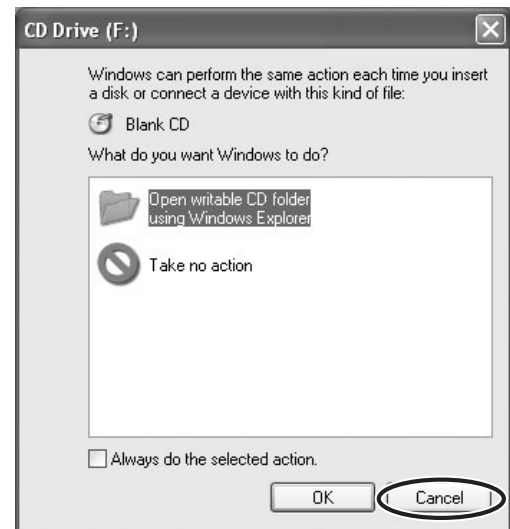 CD Drive (F:)
Windows can perform the same action each time you insert
a disk or connect a device with this kind of file:
Blank CD
What do you want Windows to do?
Open writable CD folder
using Windows Explorer
Take no action
Always do the selected action.
OK
Cancel